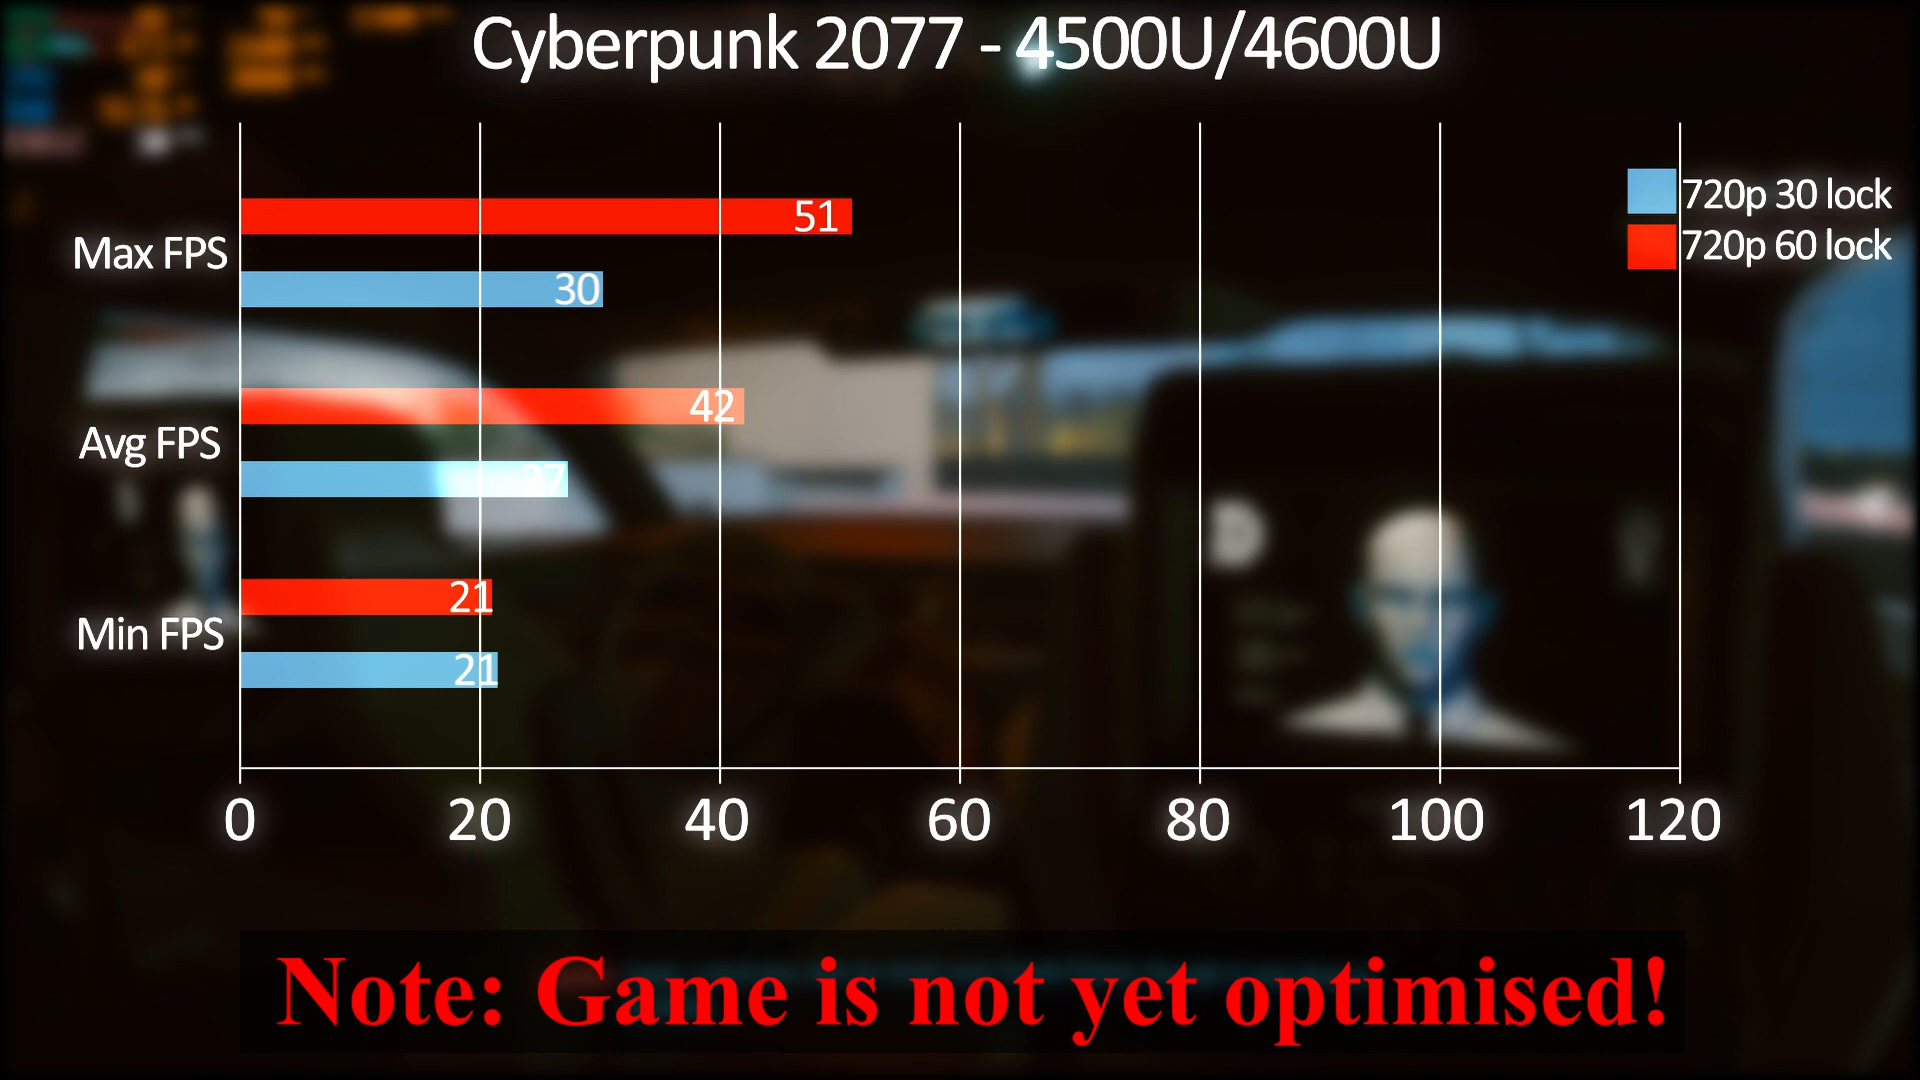 Cyberpunk 2077 - 4500U/4600U
720p 30 lock
720p 60 lock
Max FPS
51
30
Avg FPS
42
27
Min FPS
21
21
0 20 40 60 80 100 120
Note: Game is not yet optimised!